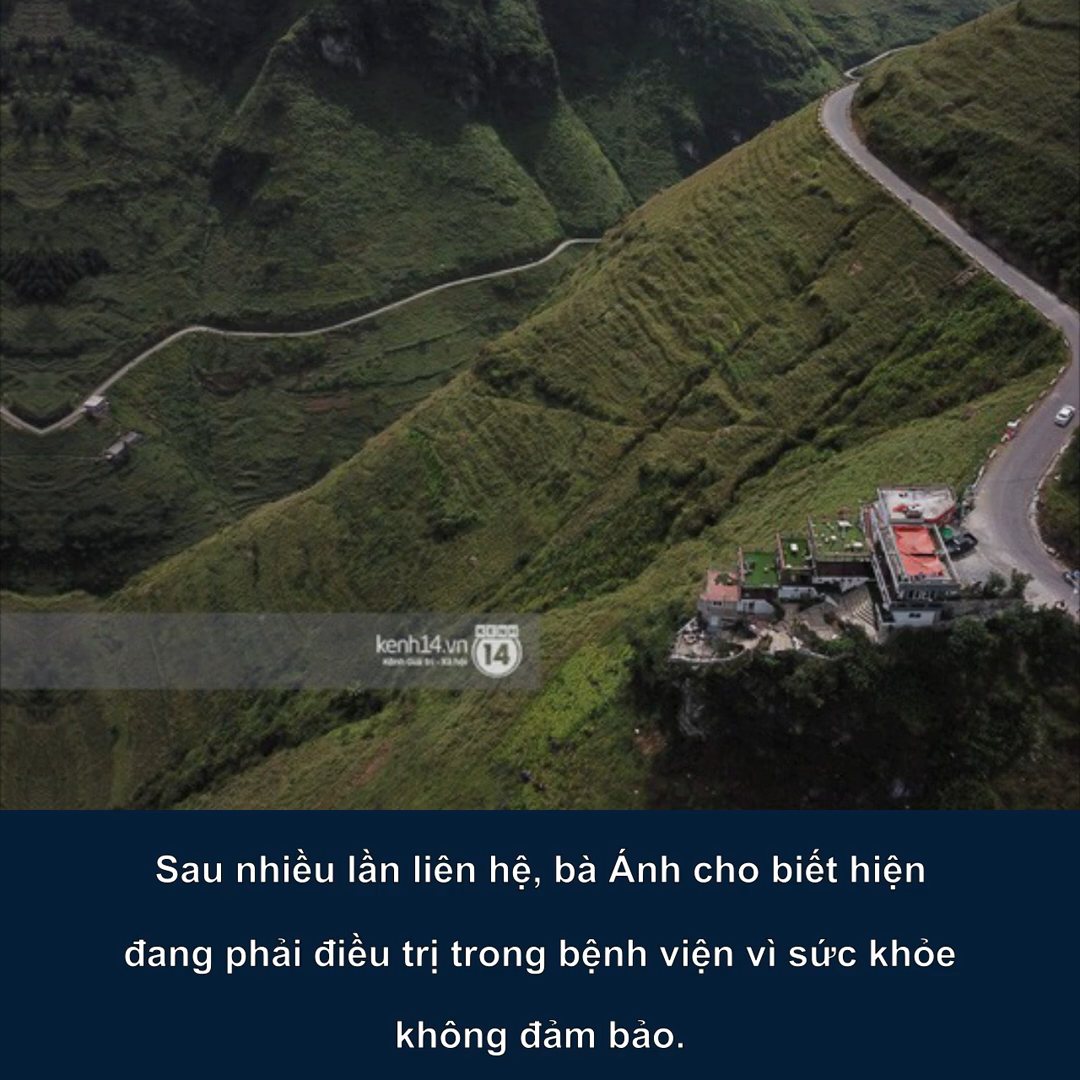 kenh14.vn
Kênh Giải trí - Xã hội
KENH
14
Sau nhiều lần liên hệ, bà Ánh cho biết hiện
đang phải điều trị trong bệnh viện vì sức khỏe
không đảm bảo.